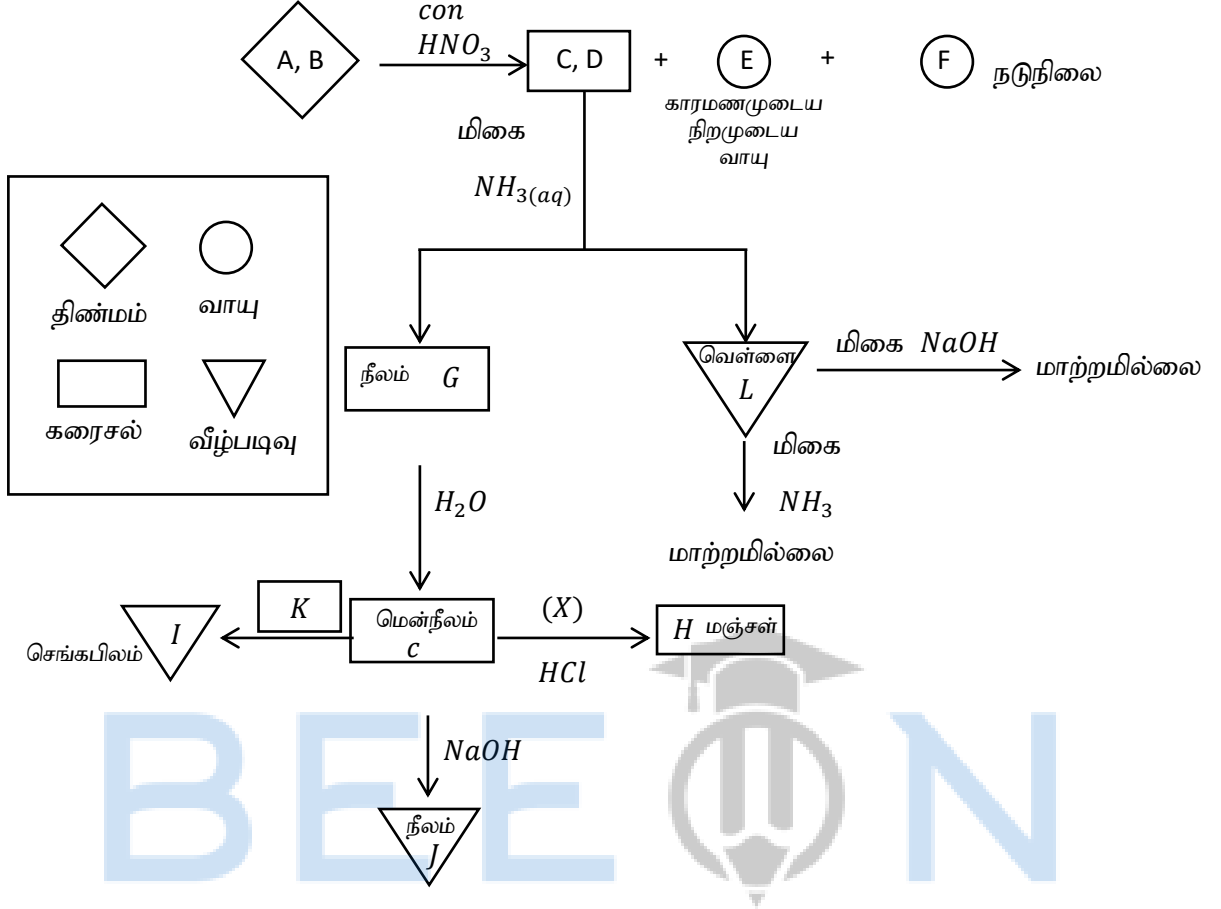 con
HNO₃
A, B
C, D
+
E
+
F
நடுநிலை
காரமணமுடைய
நிறமுடைய
வாயு
மிகை
NH₃₍ₐq₎
திண்மம்
வாயு
கரைசல்
வீழ்படிவு
நீலம் G
வெள்ளை
L
மிகை NaOH
மாற்றமில்லை
மிகை
NH₃
மாற்றமில்லை
H₂O
செங்கபிலம்
I
K
மென்நீலம்
c
(X)
HCl
H மஞ்சள்
NaOH
நீலம்
J
BEEON